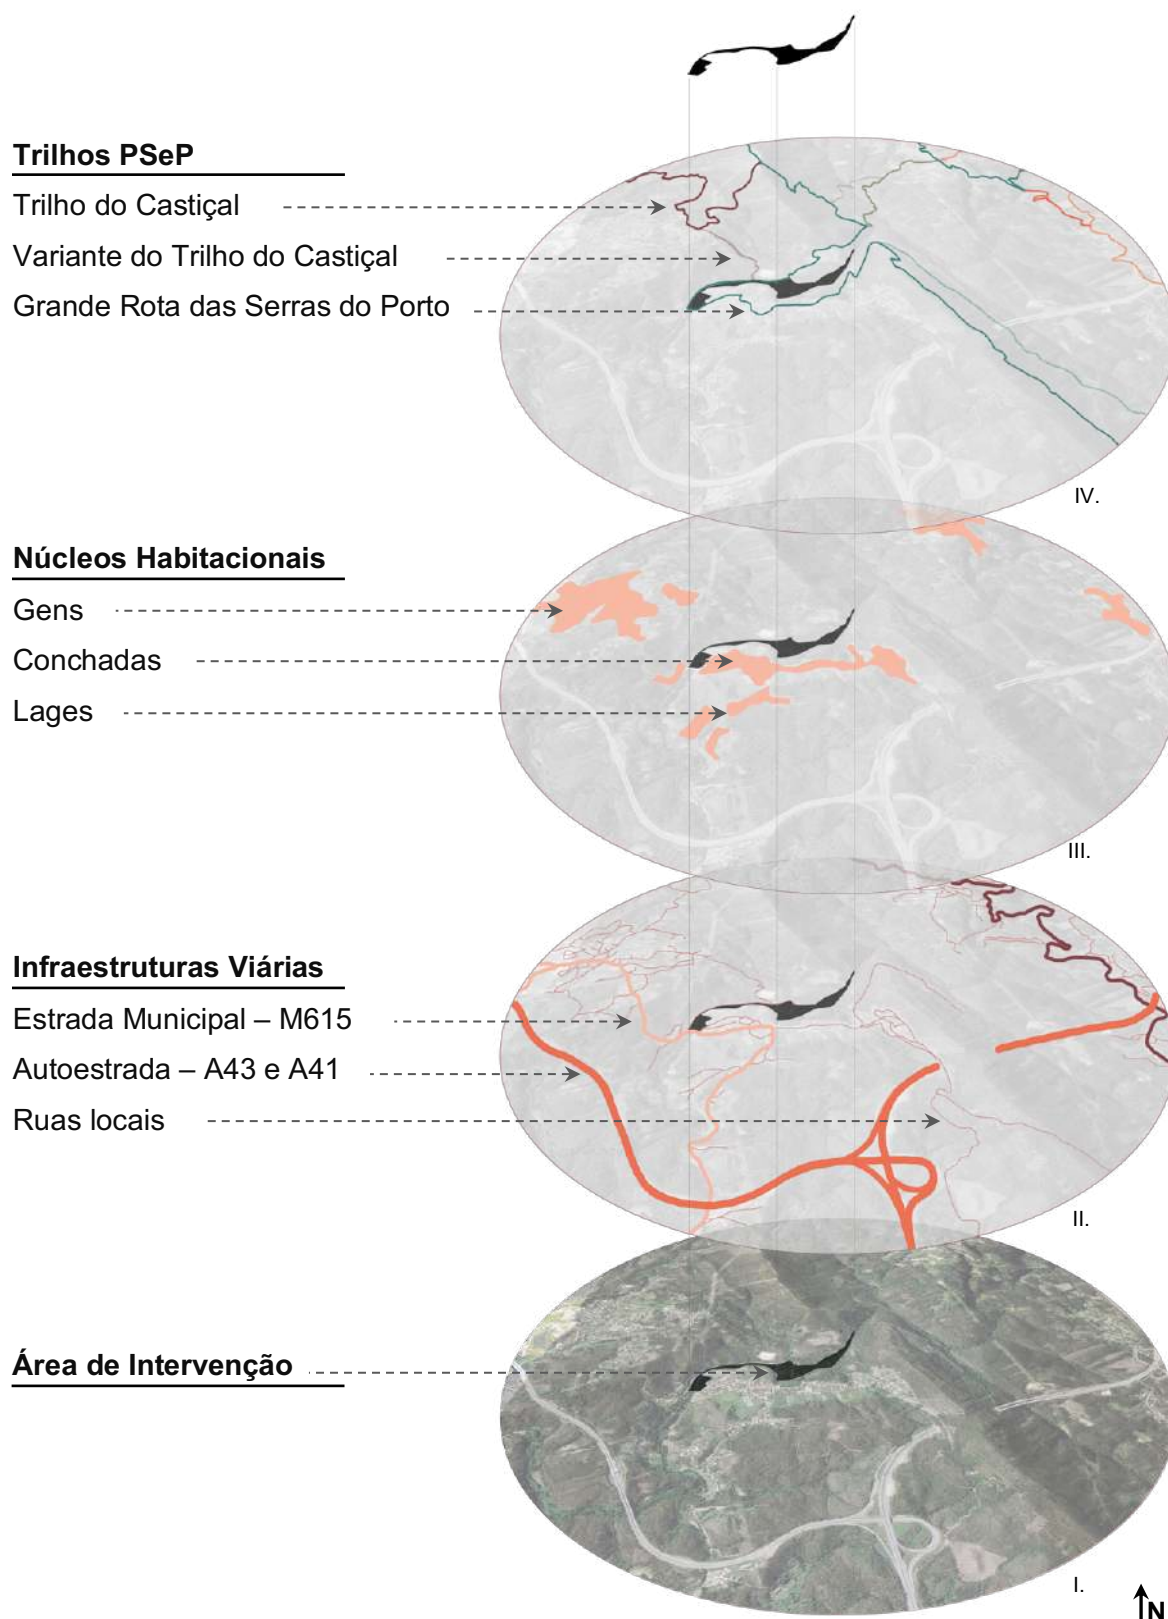 Trilhos PSeP
Trilho do Castiçal
Variante do Trilho do Castiçal
Grande Rota das Serras do Porto
IV.
Núcleos Habitacionais
Gens
Conchadas
Lages
III.
Infraestruturas Viárias
Estrada Municipal – M615
Autoestrada – A43 e A41
Ruas locais
II.
Área de Intervenção
I.
N